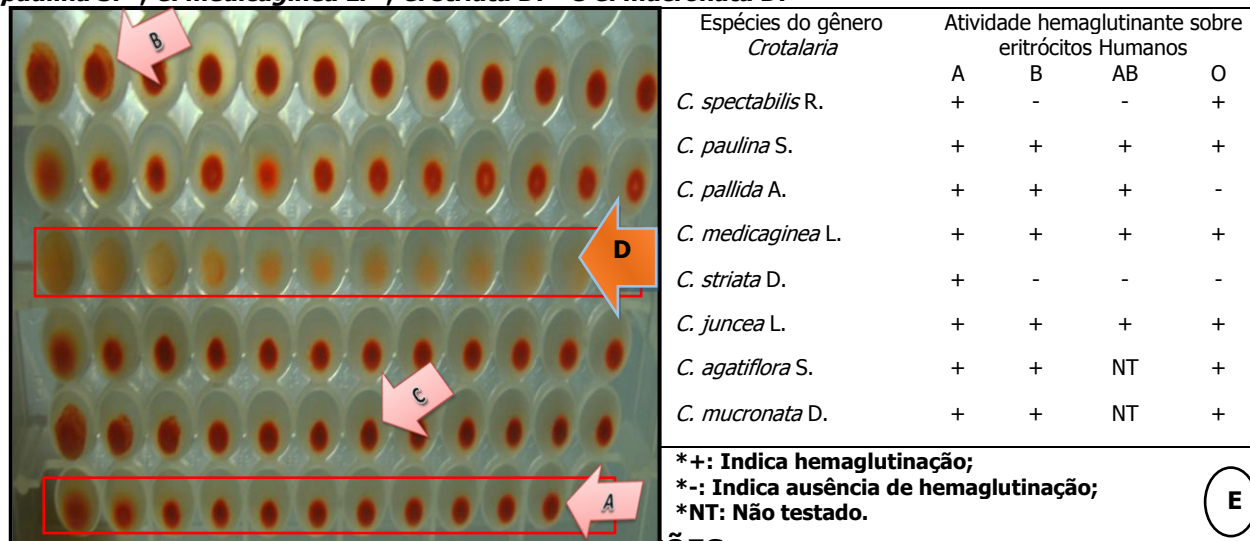 paulina S. , C. medicaginea L. , C. striata D. e C. mucronata D.
Espécies do gênero Crotalaria
Atividade hemaglutinante sobre eritrócitos Humanos
A B AB O
C. spectabilis R. + - - +
C. paulina S. + + + +
C. pallida A. + + + -
C. medicaginea L. + + + +
C. striata D. + - - -
C. juncea L. + + + +
C. agatiflora S. + + NT +
C. mucronata D. + + NT +
*+: Indica hemaglutinação;
*-: Indica ausência de hemaglutinação;
*NT: Não testado.
E
B
D
C
A